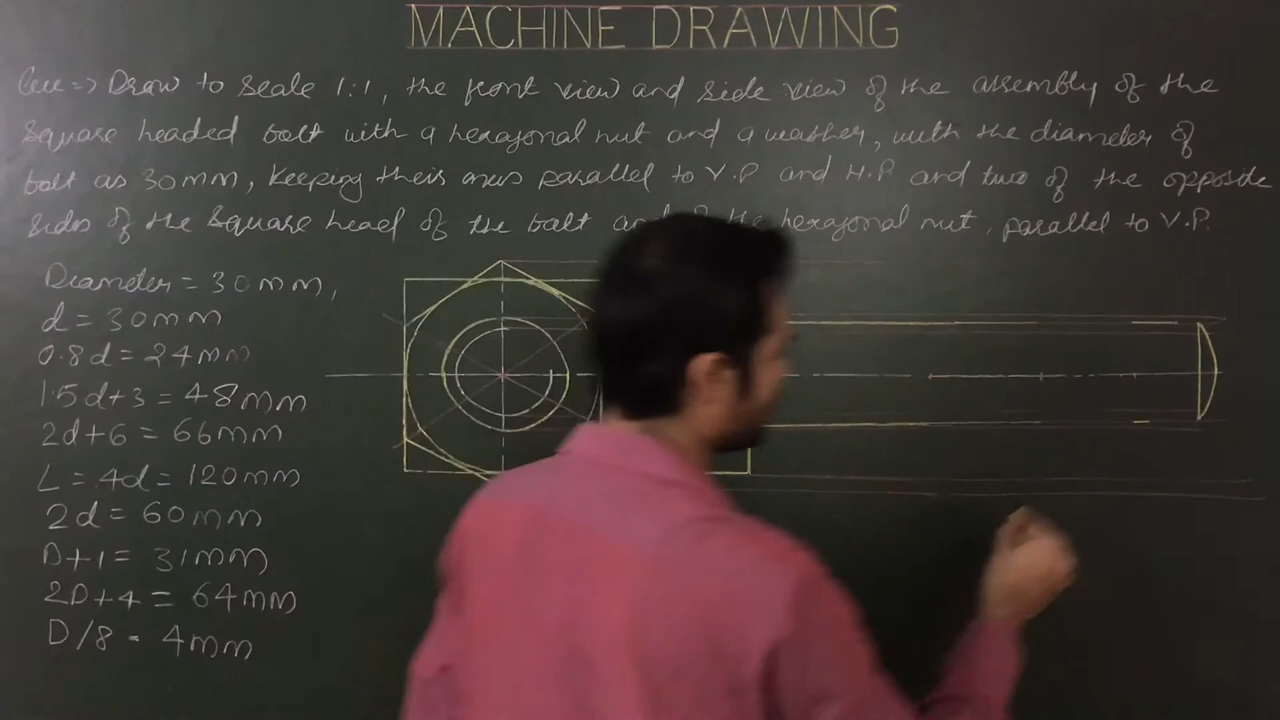 MACHINE DRAWING
Que => Draw to scale 1:1, the front view and side view of the assembly of the
square headed bolt with a hexagonal nut and a washer, with the diameter of
bolt as 30mm, keeping their axes parallel to V.P and H.P and two of the opposite
sides of the square head of the bolt and of the hexagonal nut, parallel to V.P.
Diameter = 30mm,
d = 30mm
0.8d = 24mm
1.5d+3 = 48mm
2d+6 = 66mm
L = 4d = 120mm
2d = 60mm
D+1 = 31mm
2D+4 = 64mm
D/8 = 4mm